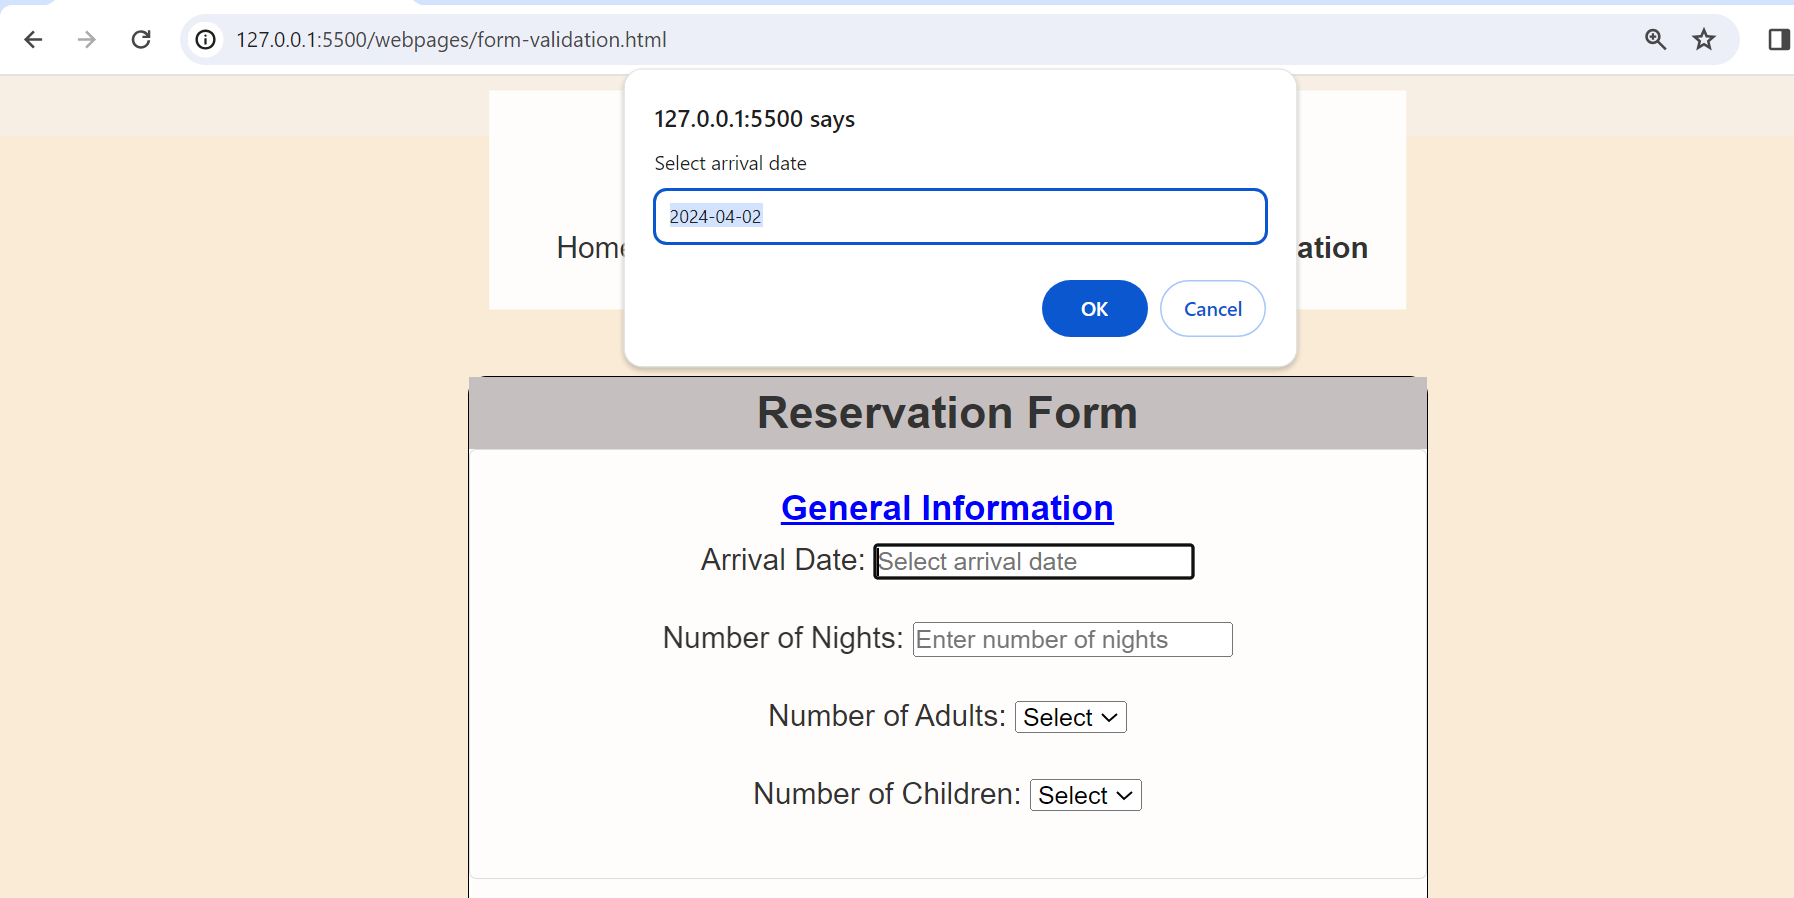 127.0.0.1:5500/webpages/form-validation.html
127.0.0.1:5500 says
Select arrival date
2024-04-02
Home
ation
OK
Cancel
Reservation Form
General Information
Arrival Date: Select arrival date
Number of Nights: Enter number of nights
Number of Adults: Select
Number of Children: Select